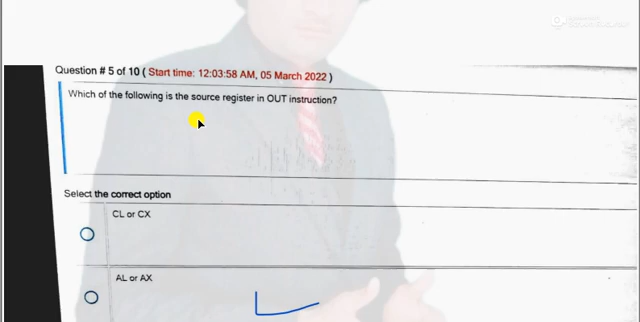 Question # 5 of 10 ( Start time: 12:03:58 AM, 05 March 2022 )
Which of the following is the source register in OUT instruction?
Select the correct option
CL or CX
AL or AX